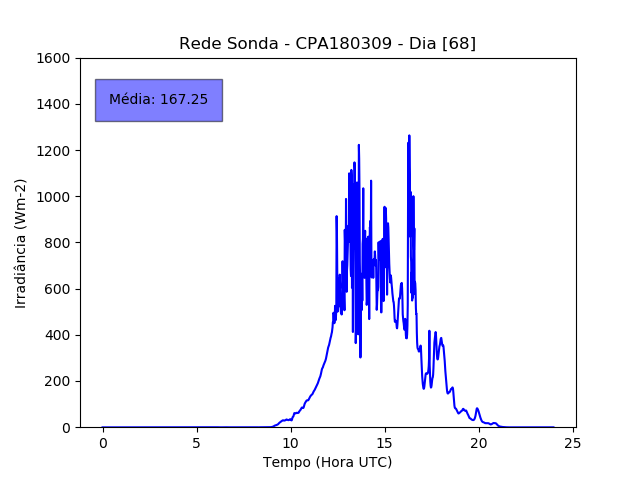 Rede Sonda - CPA180309 - Dia [68]
Média: 167.25
Irradiância (Wm-2)
1600
1400
1200
1000
800
600
400
200
0
0 5 10 15 20 25
Tempo (Hora UTC)